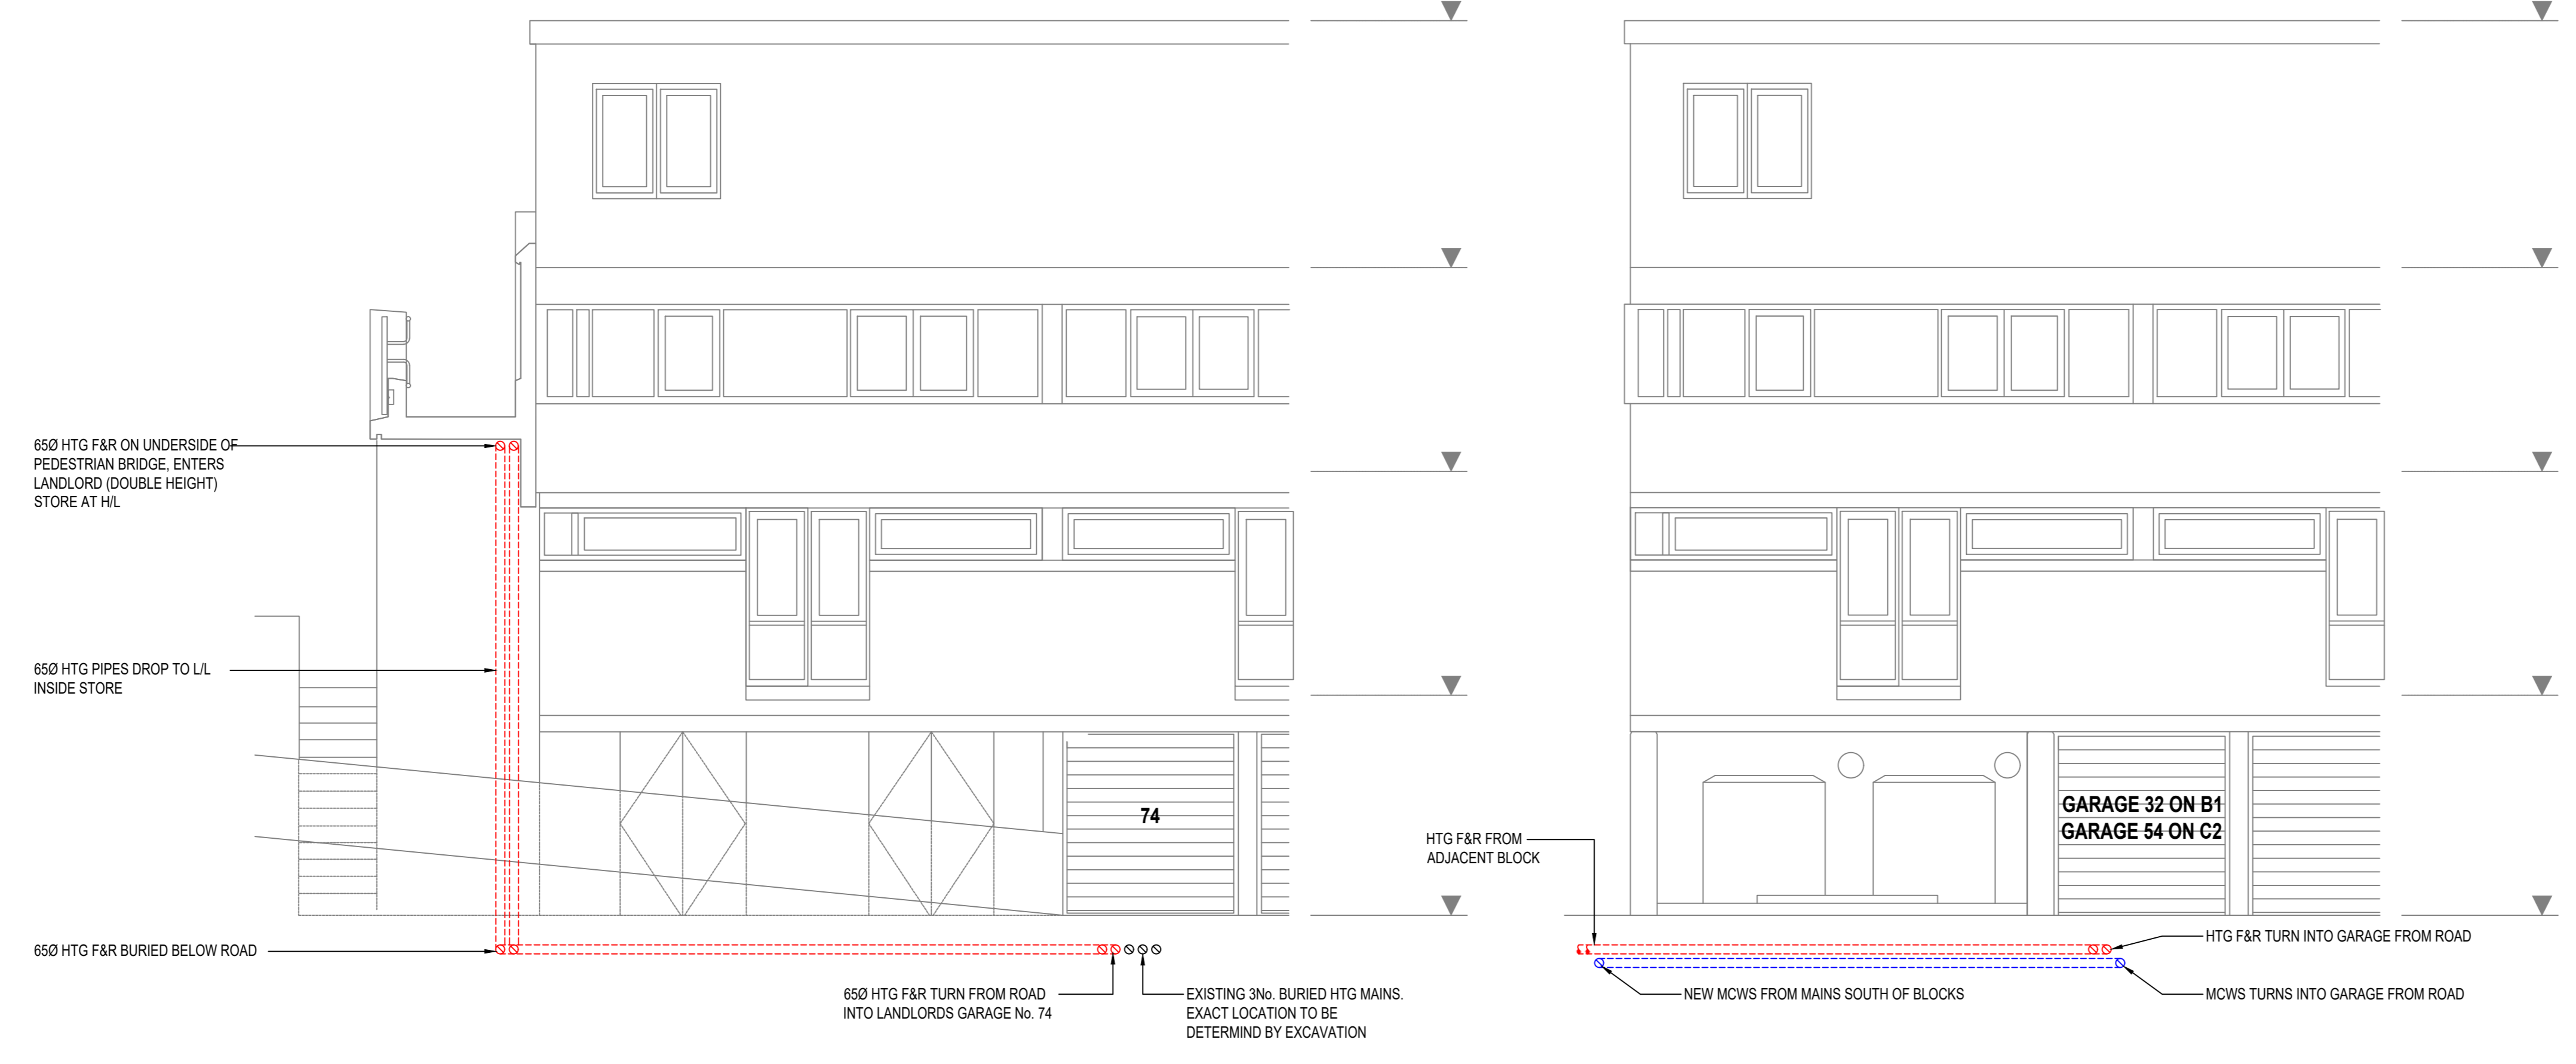 65Ø HTG F&R ON UNDERSIDE OF
PEDESTRIAN BRIDGE, ENTERS
LANDLORD (DOUBLE HEIGHT)
STORE AT H/L
65Ø HTG PIPES DROP TO L/L
INSIDE STORE
65Ø HTG F&R BURIED BELOW ROAD
74
65Ø HTG F&R TURN FROM ROAD
INTO LANDLORDS GARAGE No. 74
EXISTING 3No. BURIED HTG MAINS.
EXACT LOCATION TO BE
DETERMIND BY EXCAVATION
HTG F&R FROM
ADJACENT BLOCK
GARAGE 32 ON B1
GARAGE 54 ON C2
HTG F&R TURN INTO GARAGE FROM ROAD
NEW MCWS FROM MAINS SOUTH OF BLOCKS
MCWS TURNS INTO GARAGE FROM ROAD